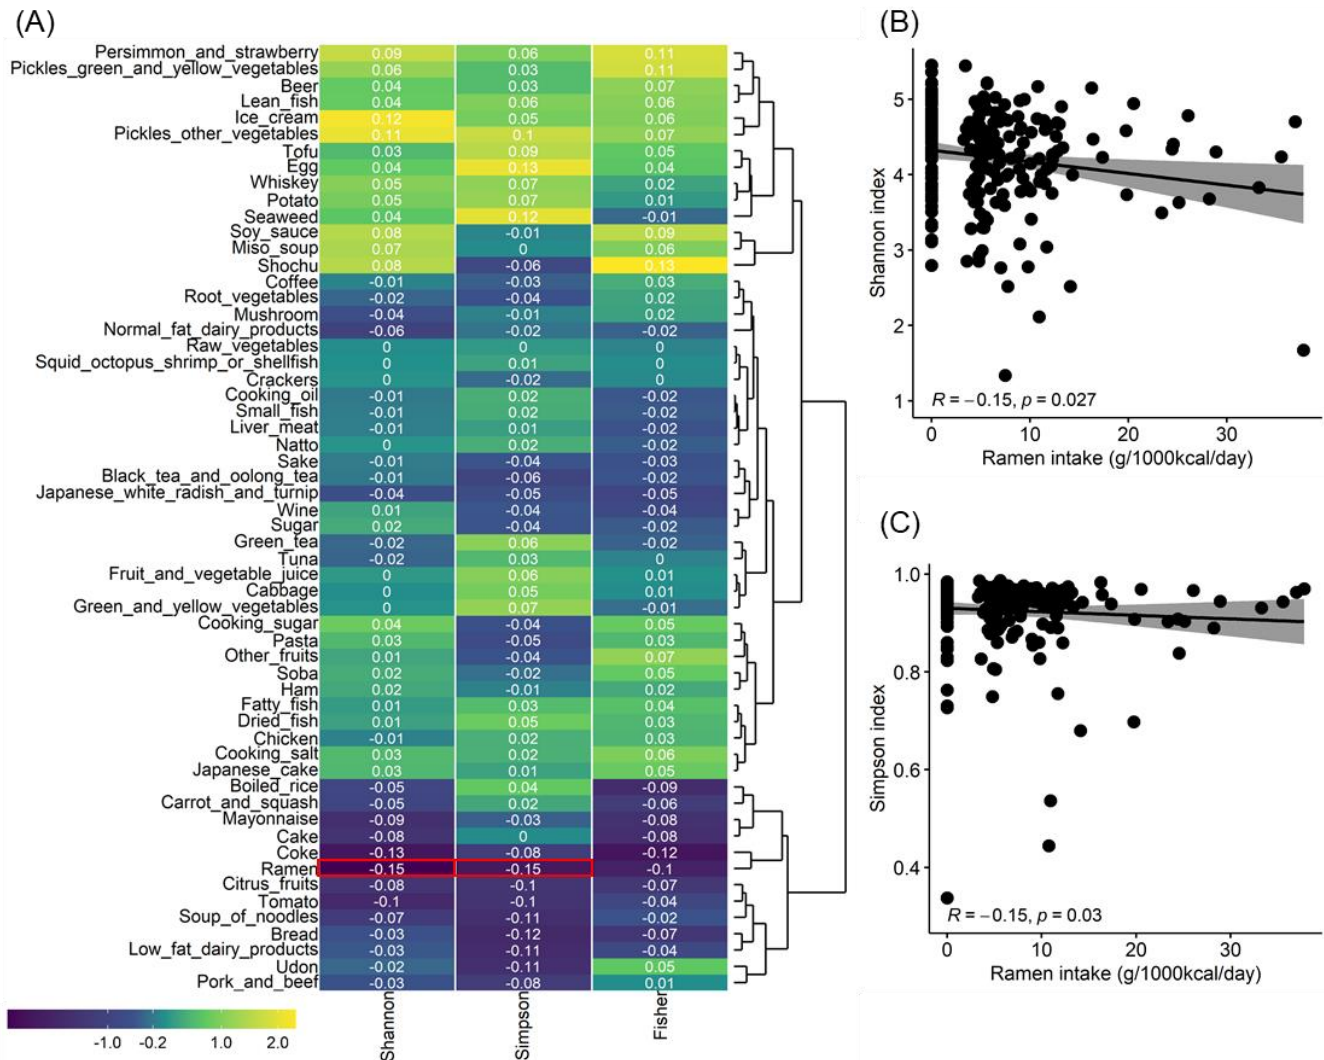 (A)
Persimmon_and_strawberry 0.09 0.06 0.11
Pickles_green_and_yellow_vegetables 0.06 0.03 0.11
Beer 0.04 0.03 0.07
Lean_fish 0.04 0.06 0.06
Ice_cream 0.12 0.05 0.06
Pickles_other_vegetables 0.11 0.1 0.07
Tofu 0.03 0.09 0.05
Egg 0.04 0.13 0.04
Whiskey 0.05 0.07 0.02
Potato 0.05 0.07 0.01
Seaweed 0.04 0.12 -0.01
Soy_sauce 0.08 -0.01 0.09
Miso_soup 0.07 0 0.06
Shochu 0.08 -0.06 0.13
Coffee -0.01 -0.03 0.03
Root_vegetables -0.02 -0.04 0.02
Mushroom -0.04 -0.01 0.02
Normal_fat_dairy_products -0.06 -0.02 -0.02
Raw_vegetables 0 0 0
Squid_octopus_shrimp_or_shellfish 0 0.01 0
Crackers 0 -0.02 0
Cooking_oil -0.01 0.02 -0.02
Small_fish -0.01 0.02 -0.02
Liver_meat -0.01 0.01 -0.02
Natto 0 0.02 -0.02
Sake -0.01 -0.04 -0.03
Black_tea_and_oolong_tea -0.01 -0.06 -0.02
Japanese_white_radish_and_turnip -0.04 -0.05 -0.05
Wine 0.01 -0.04 -0.04
Sugar 0.02 -0.04 -0.02
Green_tea -0.02 0.06 -0.02
Tuna -0.02 0.03 0
Fruit_and_vegetable_juice 0 0.06 0.01
Cabbage 0 0.05 0.01
Green_and_yellow_vegetables 0 0.07 -0.01
Cooking_sugar 0.04 -0.04 0.05
Pasta 0.03 -0.05 0.03
Other_fruits 0.01 -0.04 0.07
Soba 0.02 -0.02 0.05
Ham 0.02 -0.01 0.02
Fatty_fish 0.01 0.03 0.04
Dried_fish 0.01 0.05 0.03
Chicken -0.01 0.02 0.03
Cooking_salt 0.03 0.02 0.06
Japanese_cake 0.03 0.01 0.05
Boiled_rice -0.05 0.04 -0.09
Carrot_and_squash -0.05 0.02 -0.06
Mayonnaise -0.09 -0.03 -0.08
Cake -0.08 0 -0.08
Coke -0.13 -0.08 -0.12
Ramen -0.15 -0.15 -0.1
Citrus_fruits -0.08 -0.1 -0.07
Tomato -0.1 -0.1 -0.04
Soup_of_noodles -0.07 -0.11 -0.02
Bread -0.03 -0.12 -0.07
Low_fat_dairy_products -0.03 -0.11 -0.04
Udon -0.02 -0.11 0.05
Pork_and_beef -0.03 -0.08 0.01
Shannon Simpson Fisher
-1.0 -0.2 1.0 2.0
(B)
Shannon index
5
4
3
2
1
R = −0.15, p = 0.027
0 10 20 30
Ramen intake (g/1000kcal/day)
(C)
Simpson index
1.0
0.8
0.6
0.4
R = −0.15, p = 0.03
0 10 20 30
Ramen intake (g/1000kcal/day)